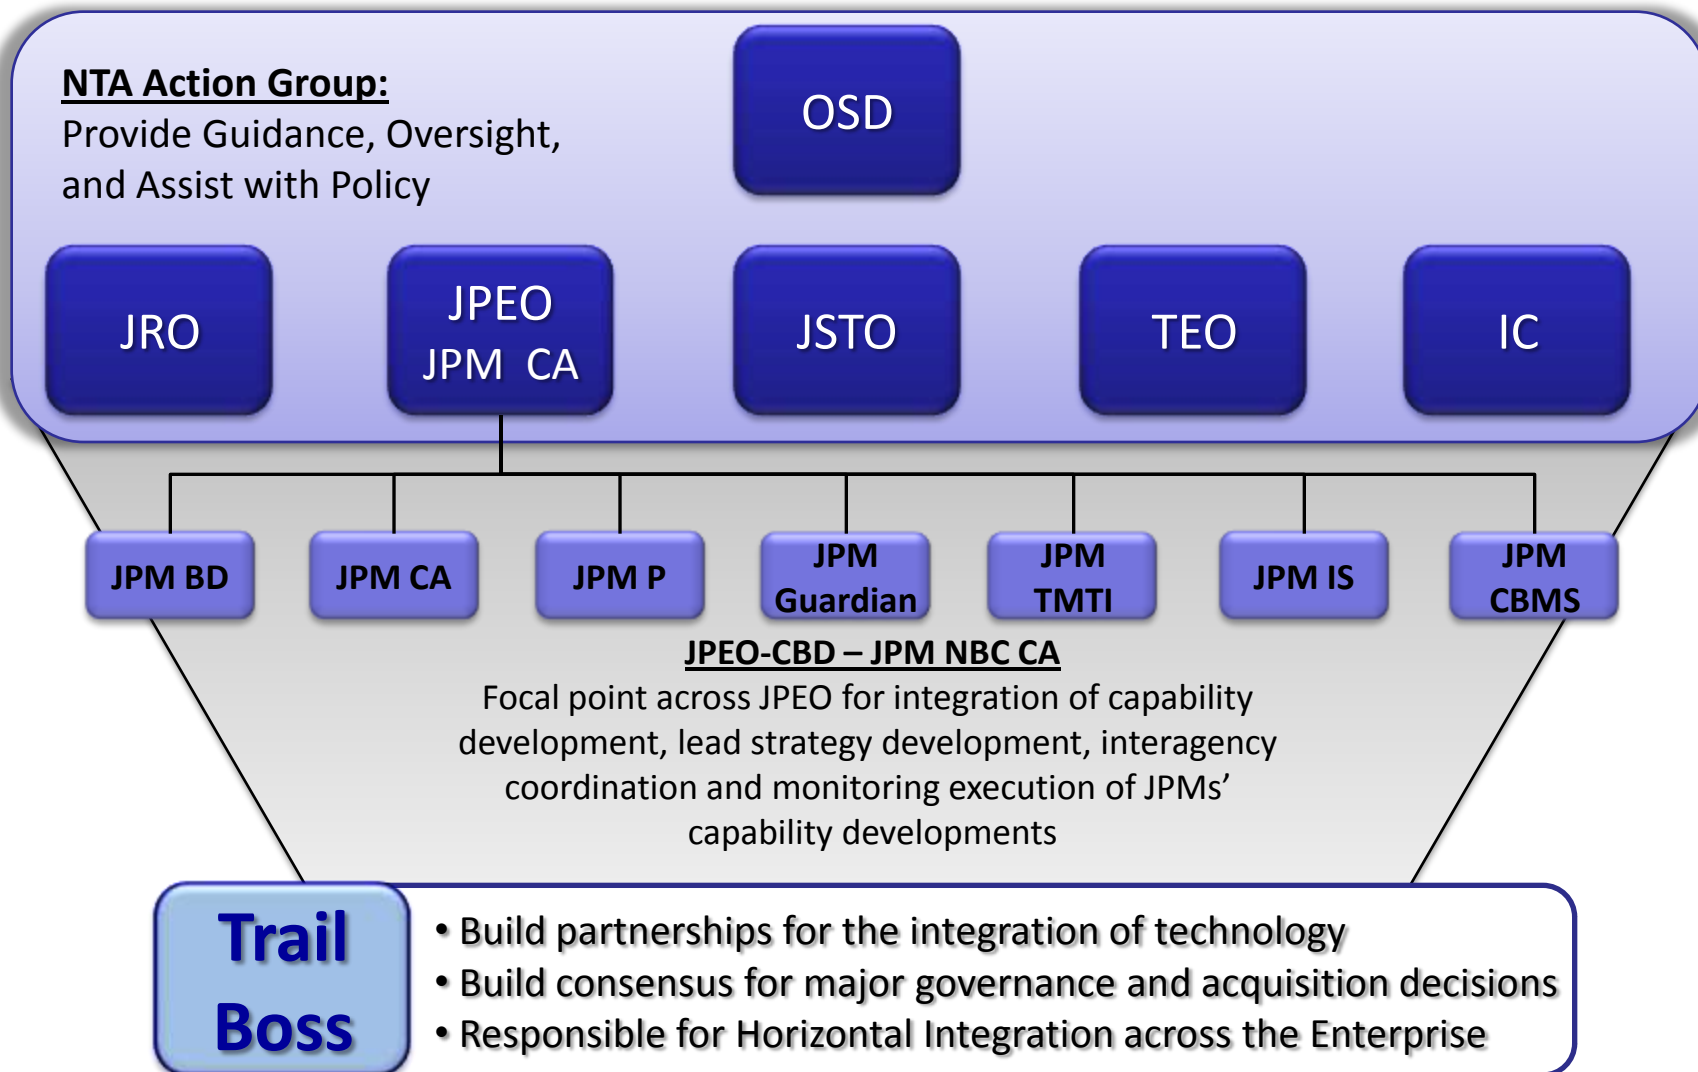 NTA Action Group:
Provide Guidance, Oversight,
and Assist with Policy
OSD
JRO
JPEO
JPM CA
JSTO
TEO
IC
JPM BD
JPM CA
JPM P
JPM
Guardian
JPM
TMTI
JPM IS
JPM
CBMS
JPEO-CBD – JPM NBC CA
Focal point across JPEO for integration of capability
development, lead strategy development, interagency
coordination and monitoring execution of JPMs’
capability developments
Trail
Boss
• Build partnerships for the integration of technology
• Build consensus for major governance and acquisition decisions
• Responsible for Horizontal Integration across the Enterprise